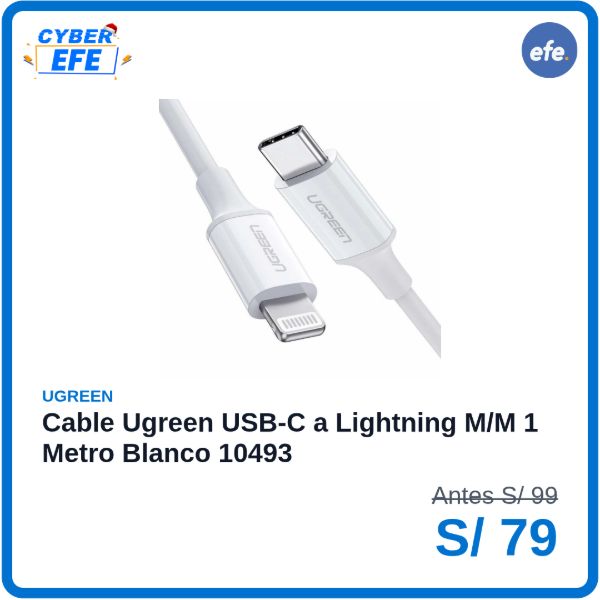 CYBER
EFE
efe.
UGREEN
UGREEN
UGREEN
Cable Ugreen USB-C a Lightning M/M 1
Metro Blanco 10493
Antes S/ 99
S/ 79